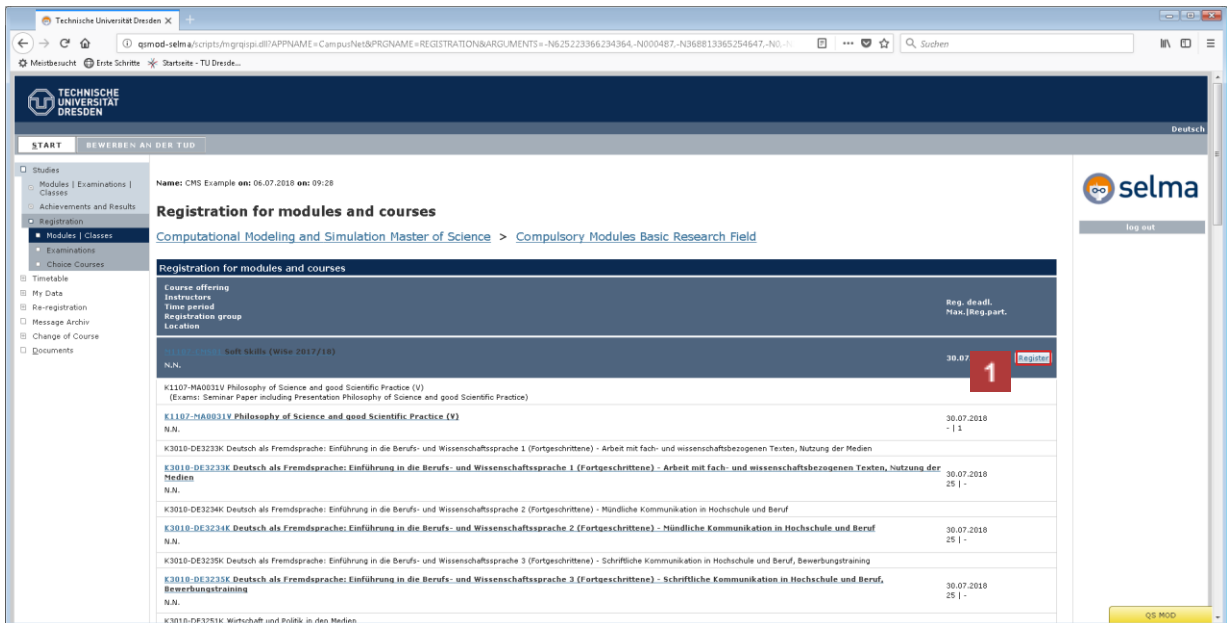 Technische Universität Dresden
qsmod-selma/scripts/mgrqispi.dll?APPNAME=CampusNet&PRGNAME=REGISTRATION&ARGUMENTS=-N625223366234364,-N000487,-N368813365254647,-N0,-N
Suchen
Meistbesucht Erste Schritte Startseite - TU Dresde...
TECHNISCHE
UNIVERSITÄT
DRESDEN
Deutsch
START BEWERBEN AN DER TUD
Studies
Modules | Examinations |
Classes
Achievements and Results
Registration
Modules | Classes
Examinations
Choice Courses
Timetable
My Data
Re-registration
Message Archiv
Change of Course
Documents
Name: CMS Example on: 06.07.2018 on: 09:28
Registration for modules and courses
Computational Modeling and Simulation Master of Science > Compulsory Modules Basic Research Field
Registration for modules and courses
Course offering
Instructors
Time period
Registration group
Location
Reg. deadl.
Max.|Reg.part.
Soft Skills (WiSe 2017/18)
N.N.
30.07
1
Register
K1107-MA0031V Philosophy of Science and good Scientific Practice (V)
(Exams: Seminar Paper including Presentation Philosophy of Science and good Scientific Practice)
K1107-MA0031V Philosophy of Science and good Scientific Practice (V)
N.N.
30.07.2018
- | 1
K3010-DE3233K Deutsch als Fremdsprache: Einführung in die Berufs- und Wissenschaftssprache 1 (Fortgeschrittene) - Arbeit mit fach- und wissenschaftsbezogenen Texten, Nutzung der Medien
K3010-DE3233K Deutsch als Fremdsprache: Einführung in die Berufs- und Wissenschaftssprache 1 (Fortgeschrittene) - Arbeit mit fach- und wissenschaftsbezogenen Texten, Nutzung der
Medien
N.N.
30.07.2018
25 | -
K3010-DE3234K Deutsch als Fremdsprache: Einführung in die Berufs- und Wissenschaftssprache 2 (Fortgeschrittene) - Mündliche Kommunikation in Hochschule und Beruf
K3010-DE3234K Deutsch als Fremdsprache: Einführung in die Berufs- und Wissenschaftssprache 2 (Fortgeschrittene) - Mündliche Kommunikation in Hochschule und Beruf
N.N.
30.07.2018
25 | -
K3010-DE3235K Deutsch als Fremdsprache: Einführung in die Berufs- und Wissenschaftssprache 3 (Fortgeschrittene) - Schriftliche Kommunikation in Hochschule und Beruf, Bewerbungstraining
K3010-DE3235K Deutsch als Fremdsprache: Einführung in die Berufs- und Wissenschaftssprache 3 (Fortgeschrittene) - Schriftliche Kommunikation in Hochschule und Beruf,
Bewerbungstraining
N.N.
30.07.2018
25 | -
K3010-DE3251K Wirtschaft und Politik in den Medien
selma
log out
QS MOD